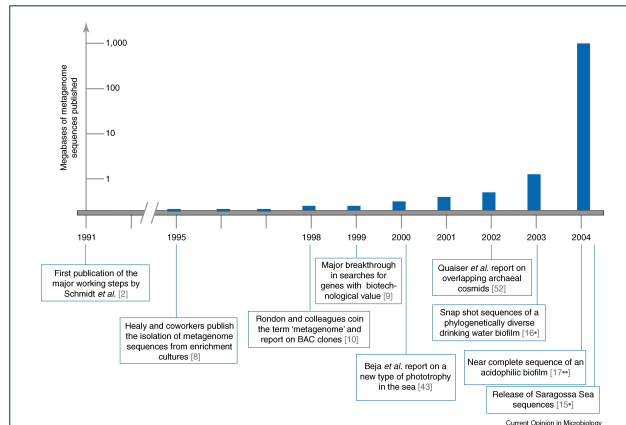 Megabases of metagenome
sequences published
1,000
100
10
1
1991
1995
1998
1999
2000
2001
2002
2003
2004
First publication of the
major working steps by
Schmidt et al. [2]
Healy and coworkers publish
the isolation of metagenome
sequences from enrichment
cultures [8]
Rondon and colleagues coin
the term 'metagenome' and
report on BAC clones [10]
Major breakthrough
in searches for
genes with biotech-
nological value [9]
Beja et al. report on a
new type of phototrophy
in the sea [43]
Quaiser et al. report on
overlapping archaeal
cosmids [52]
Snap shot sequences of a
phylogenetically diverse
drinking water biofilm [16•]
Near complete sequence of an
acidophilic biofilm [17••]
Release of Saragossa Sea
sequences [15•]
Current Opinion in Microbiology